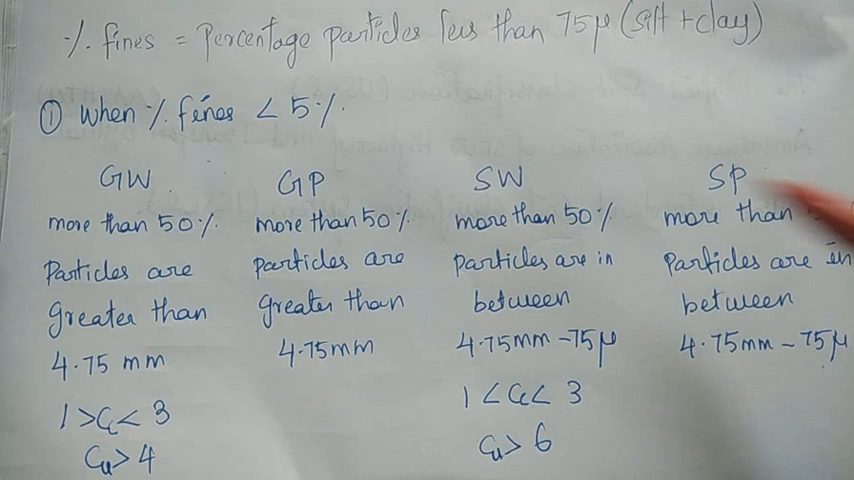 % fines = Percentage particles less than 75μ (silt + clay)
① when % fines < 5%.
GW
more than 50%
Particles are
greater than
4.75 mm
1 > Cc < 3
Cu > 4
GP
more than 50%
particles are
Greater than
4.75mm
SW
more than 50%
particles are in
between
4.75mm - 75μ
1 < Cc < 3
Cu > 6
SP
more than
particles are in
between
4.75mm - 75μ